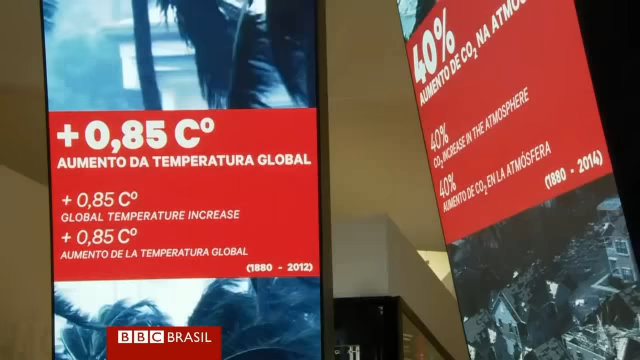 + 0,85 Cº
AUMENTO DA TEMPERATURA GLOBAL
+ 0,85 Cº
GLOBAL TEMPERATURE INCREASE
+ 0,85 Cº
AUMENTO DE LA TEMPERATURA GLOBAL
(1880 - 2012)
40%
AUMENTO DE CO₂ NA ATMOS
40%
CO₂ INCREASE IN THE ATMOSPHERE
40%
AUMENTO DE CO₂ EN LA ATMÓSFERA
(1880 - 2014)
BBC BRASIL